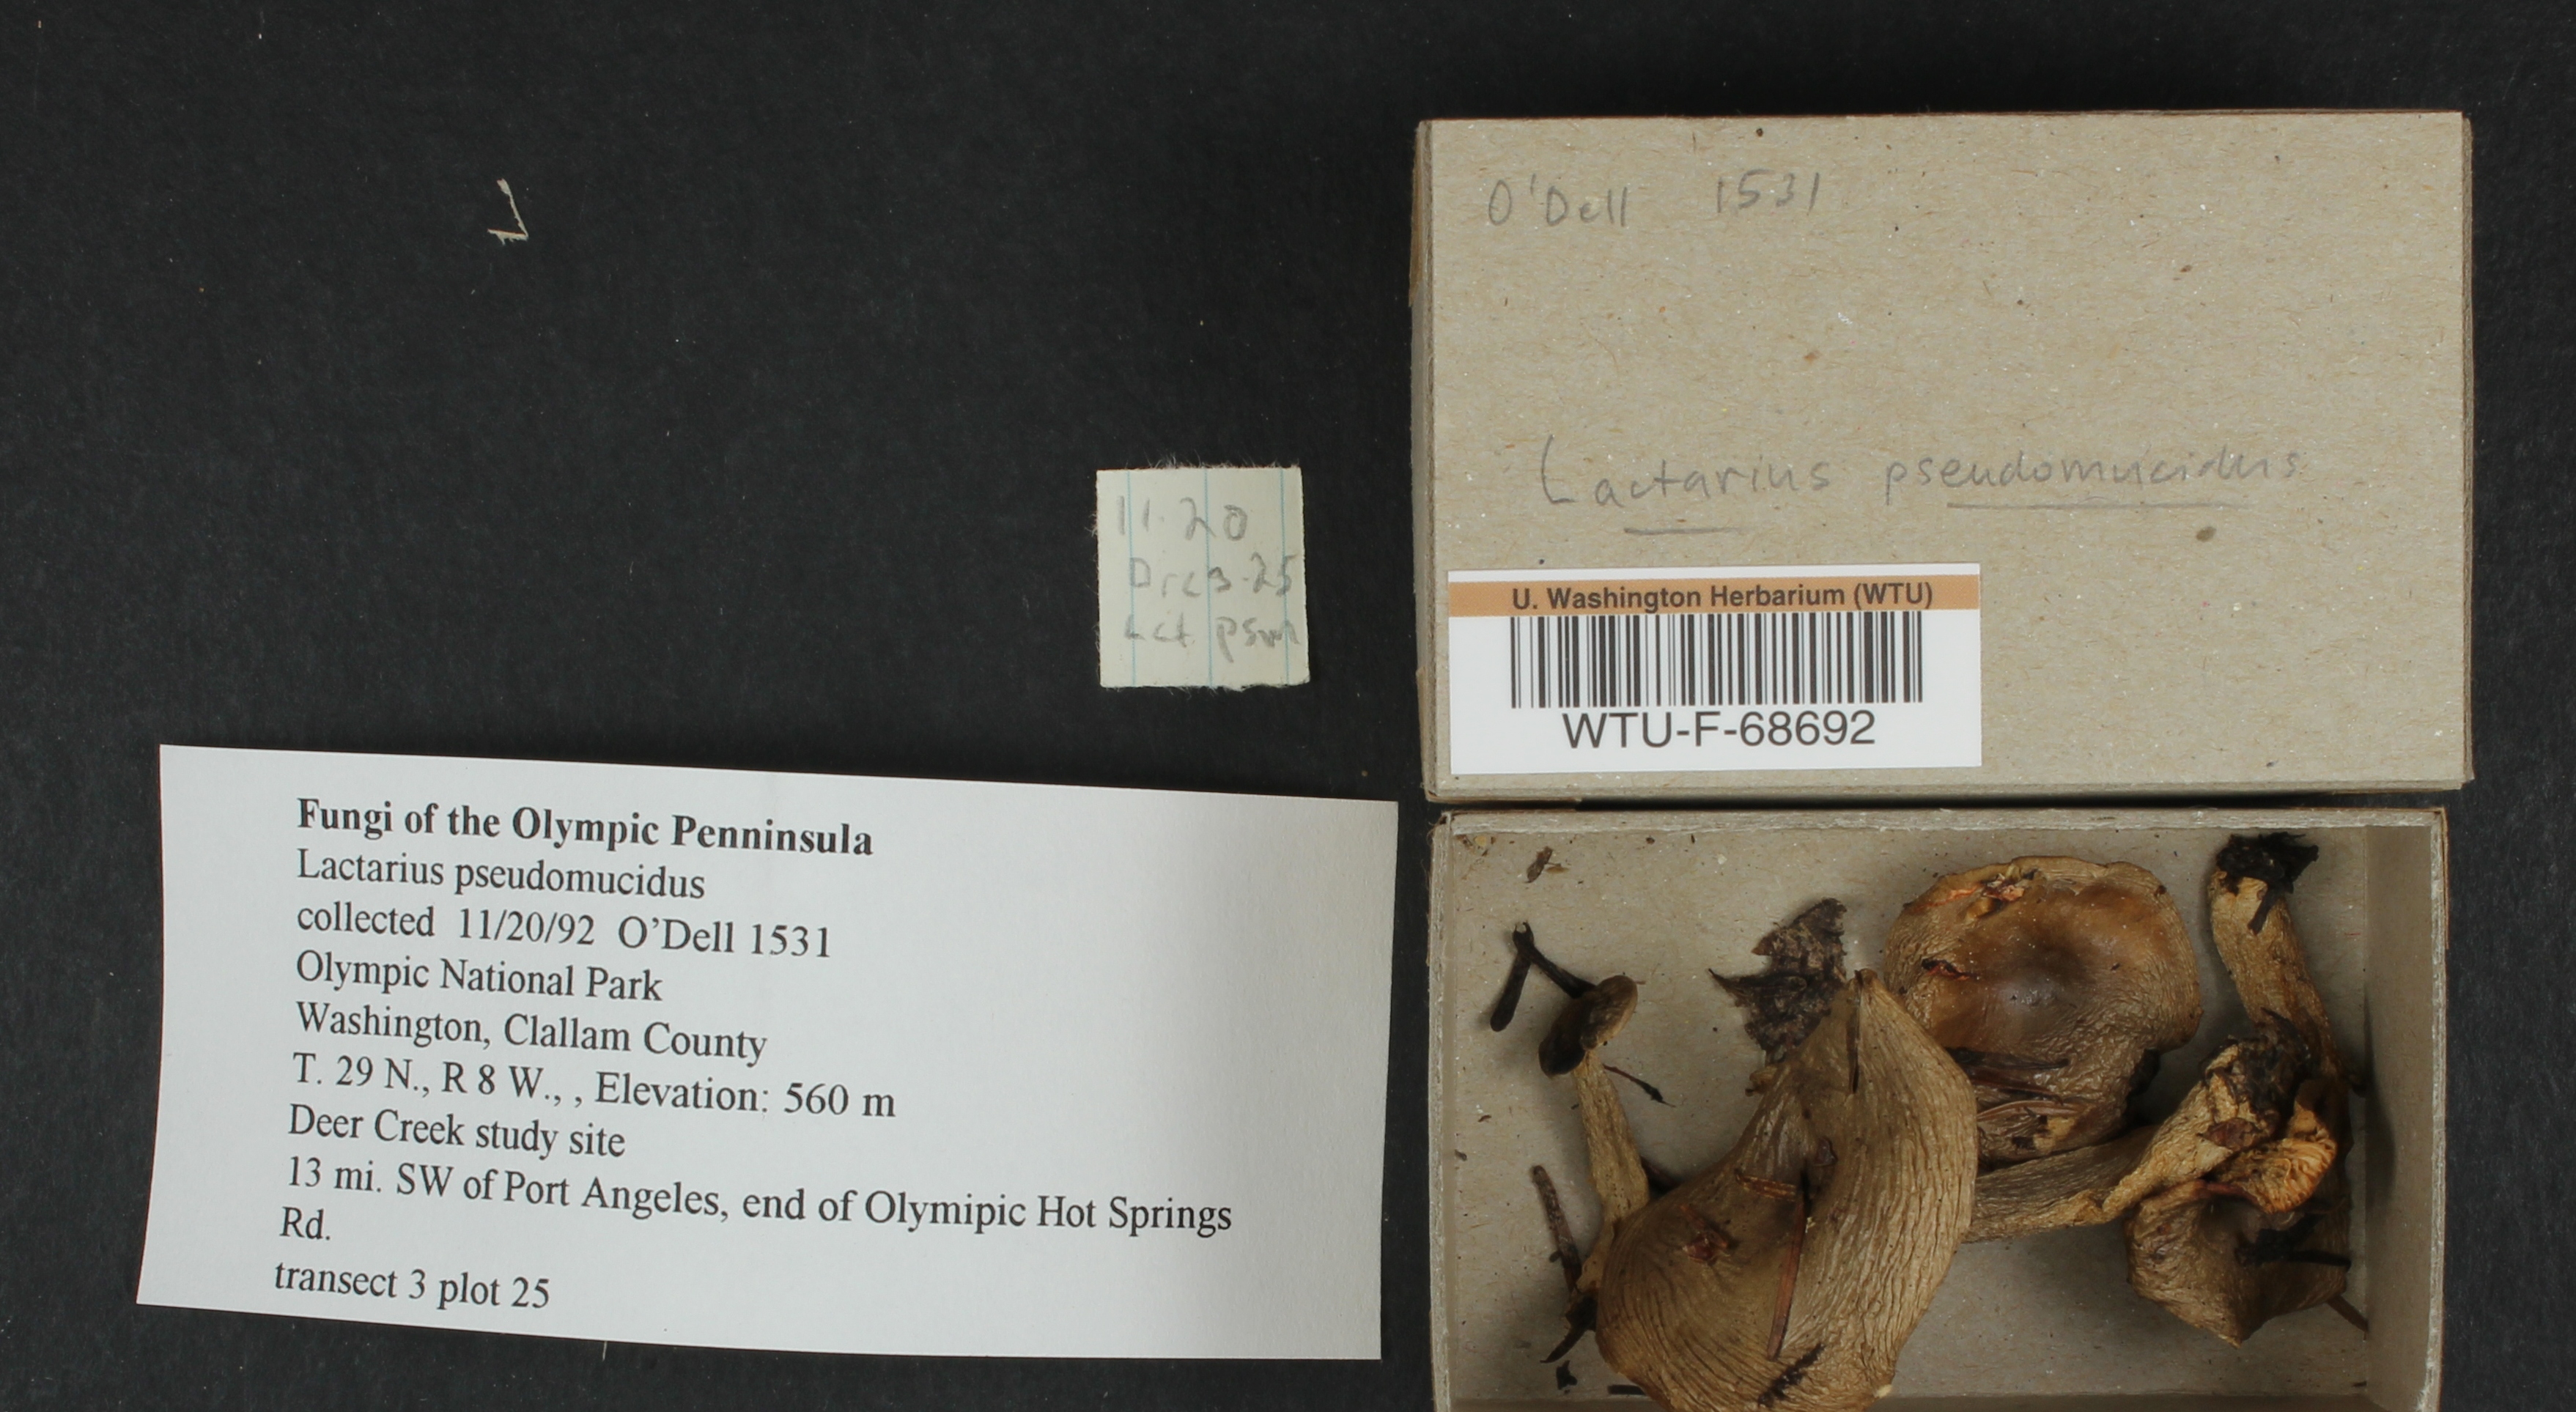 O'Dell 1531
Lactarius pseudomucidus
U. Washington Herbarium (WTU)
WTU-F-68692
11.20
Drc3-25
Lct psm
Fungi of the Olympic Penninsula
Lactarius pseudomucidus
collected 11/20/92 O'Dell 1531
Olympic National Park
Washington, Clallam County
T. 29 N., R 8 W., , Elevation: 560 m
Deer Creek study site
13 mi. SW of Port Angeles, end of Olymipic Hot Springs
Rd.
transect 3 plot 25